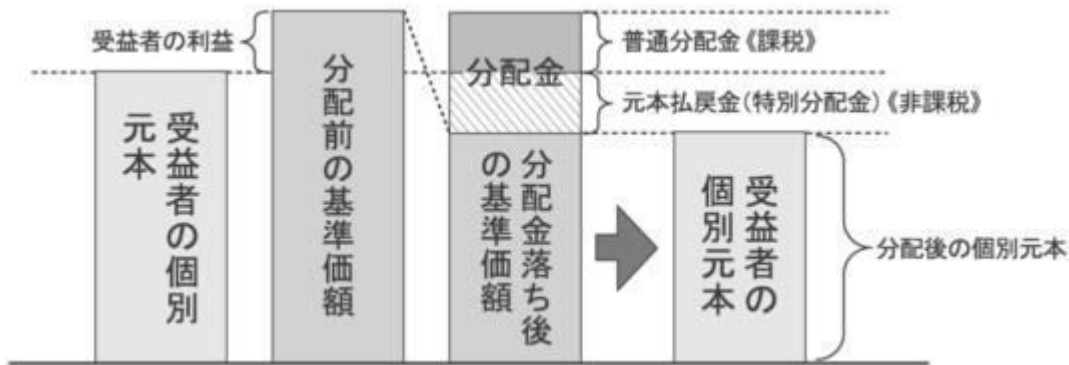 受益者の利益
受益者の個別
元本
分配前の基準価額
分配金
分配金落ち後
の基準価額
普通分配金《課税》
元本払戻金(特別分配金)《非課税》
受益者の
個別元本
分配後の個別元本